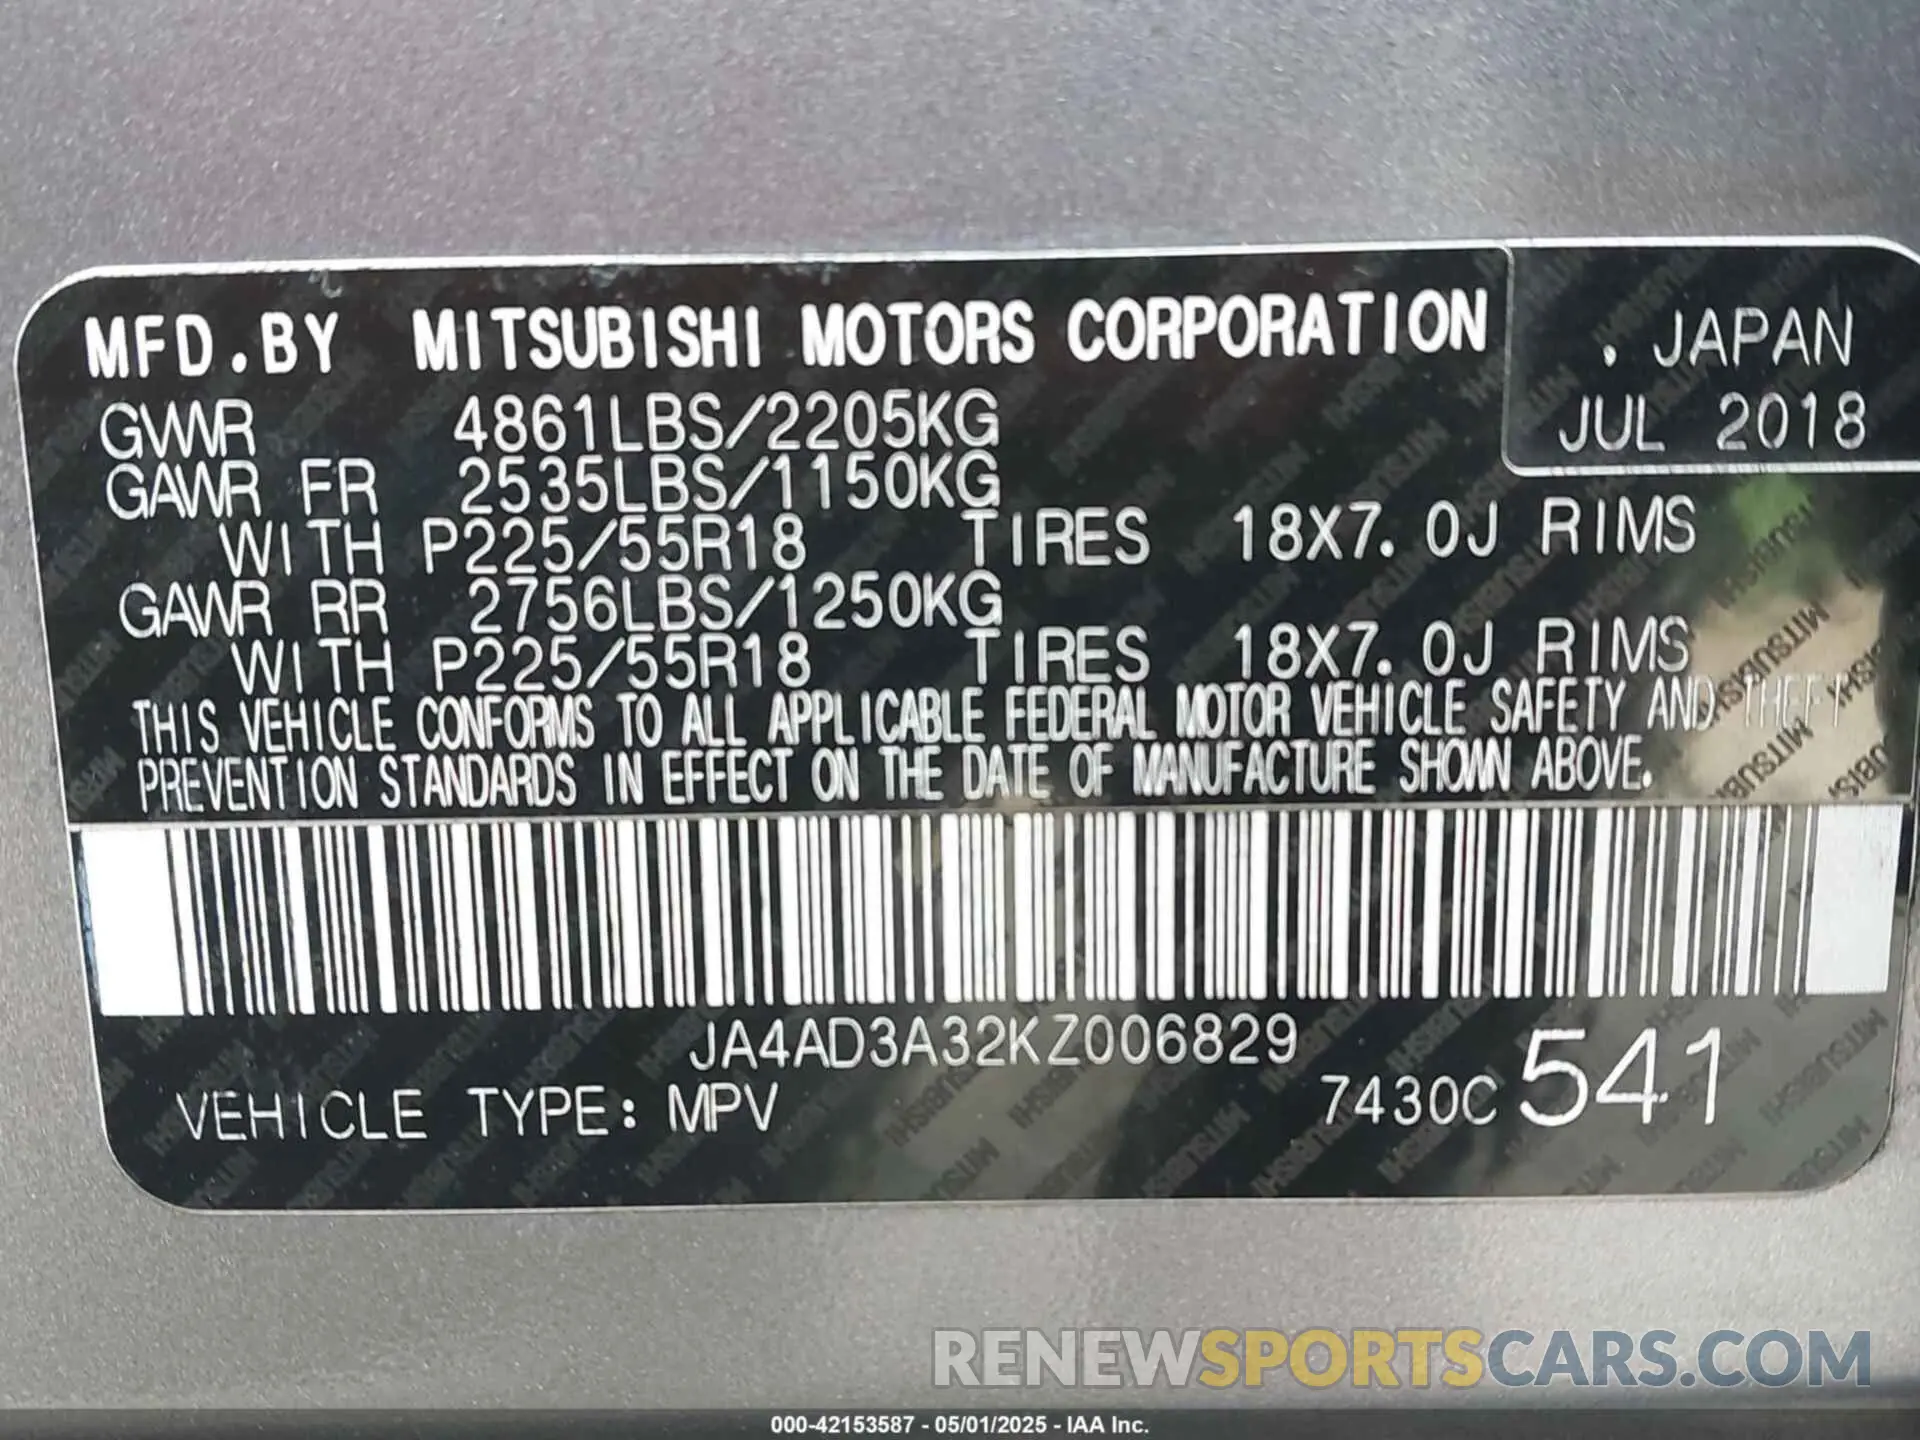 MFD.BY MITSUBISHI MOTORS CORPORATION
. JAPAN
JUL 2018
GVWR 4861LBS/2205KG
GAWR FR 2535LBS/1150KG
WITH P225/55R18 TIRES 18X7.0J RIMS
GAWR RR 2756LBS/1250KG
WITH P225/55R18 TIRES 18X7.0J RIMS
THIS VEHICLE CONFORMS TO ALL APPLICABLE FEDERAL MOTOR VEHICLE SAFETY AND THEFT
PREVENTION STANDARDS IN EFFECT ON THE DATE OF MANUFACTURE SHOWN ABOVE.
JA4AD3A32KZ006829
VEHICLE TYPE: MPV 7430C 541
RENEWSPORTSCARS.COM
000-42153587 - 05/01/2025 - IAA Inc.